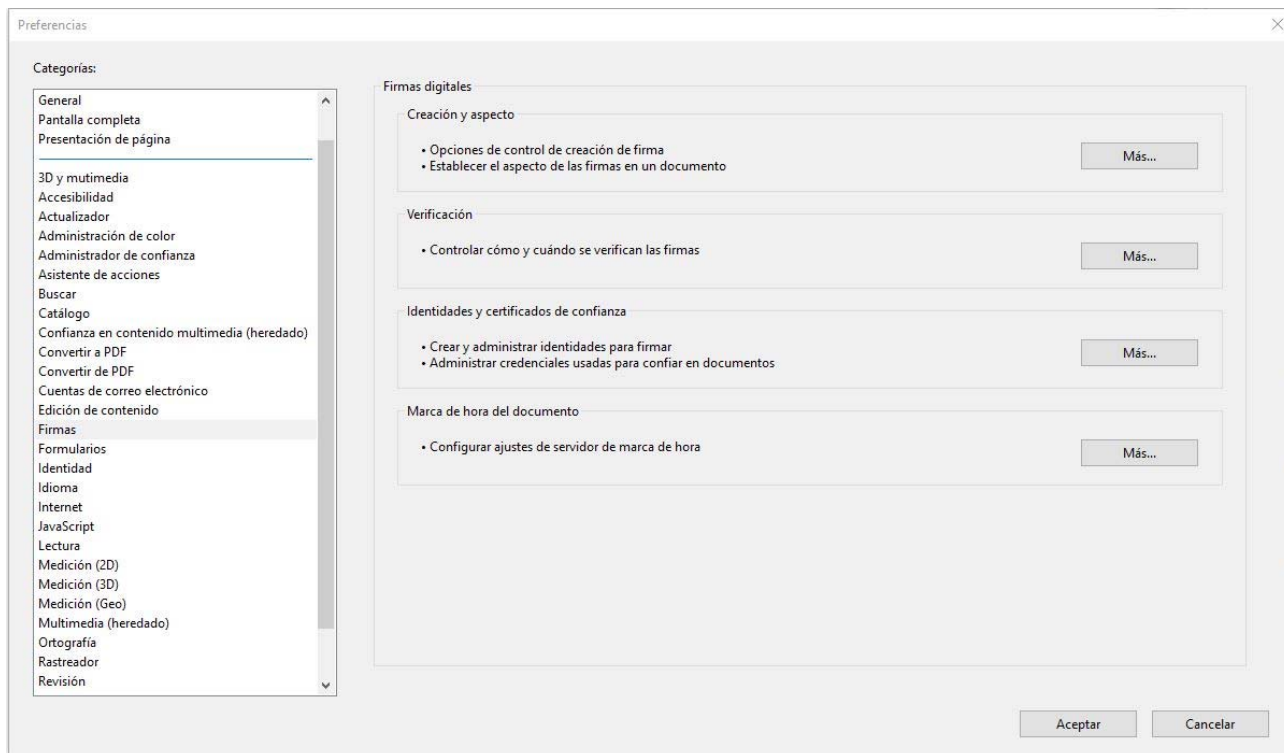 Preferencias
Categorías:
General
Pantalla completa
Presentación de página
3D y mutimedia
Accesibilidad
Actualizador
Administración de color
Administrador de confianza
Asistente de acciones
Buscar
Catálogo
Confianza en contenido multimedia (heredado)
Convertir a PDF
Convertir de PDF
Cuentas de correo electrónico
Edición de contenido
Firmas
Formularios
Identidad
Idioma
Internet
JavaScript
Lectura
Medición (2D)
Medición (3D)
Medición (Geo)
Multimedia (heredado)
Ortografía
Rastreador
Revisión
Firmas digitales
Creación y aspecto
• Opciones de control de creación de firma
• Establecer el aspecto de las firmas en un documento
Más...
Verificación
• Controlar cómo y cuándo se verifican las firmas
Más...
Identidades y certificados de confianza
• Crear y administrar identidades para firmar
• Administrar credenciales usadas para confiar en documentos
Más...
Marca de hora del documento
• Configurar ajustes de servidor de marca de hora
Más...
Aceptar
Cancelar